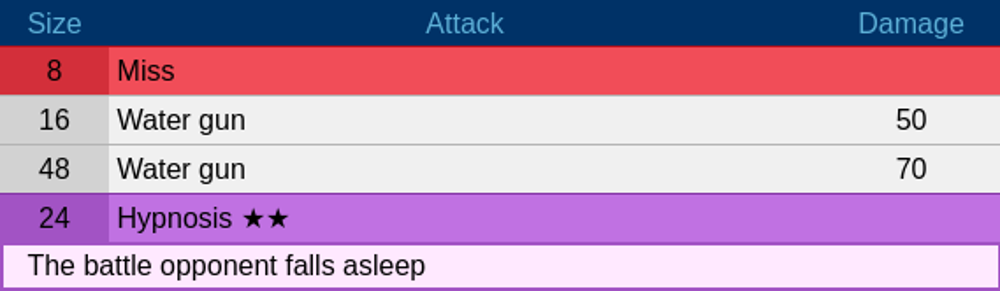 Size Attack Damage
8 Miss
16 Water gun 50
48 Water gun 70
24 Hypnosis ★★
The battle opponent falls asleep